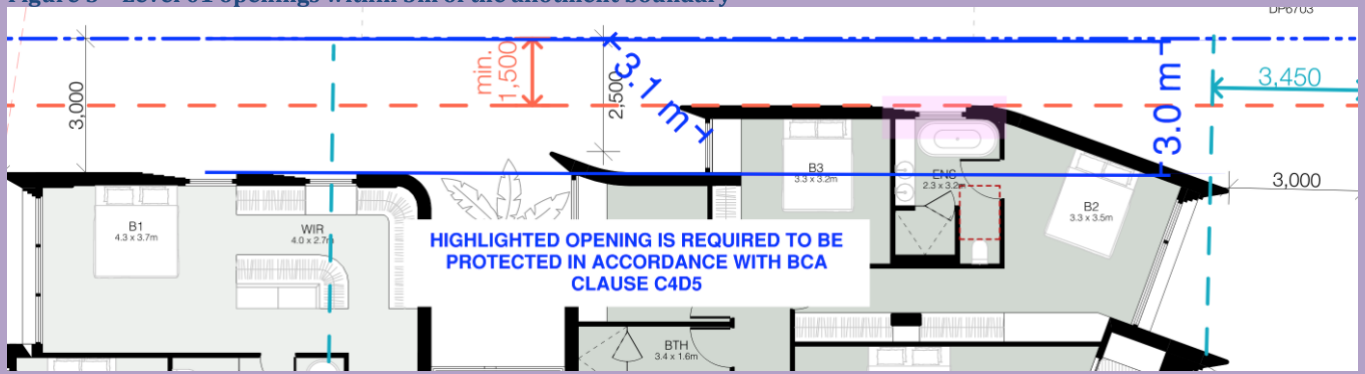 Figure 3 – Level 01 openings within 3m of the allotment boundary
DP6703
3,000
min.
1,500
2,500
3.1 m
3.0 m
3,450
3,000
B1
4.3 x 3.7m
WIR
4.0 x 2.7m
B3
3.3 x 3.2m
ENS
2.3 x 3.2m
B2
3.3 x 3.5m
HIGHLIGHTED OPENING IS REQUIRED TO BE
PROTECTED IN ACCORDANCE WITH BCA
CLAUSE C4D5
BTH
3.4 x 1.6m